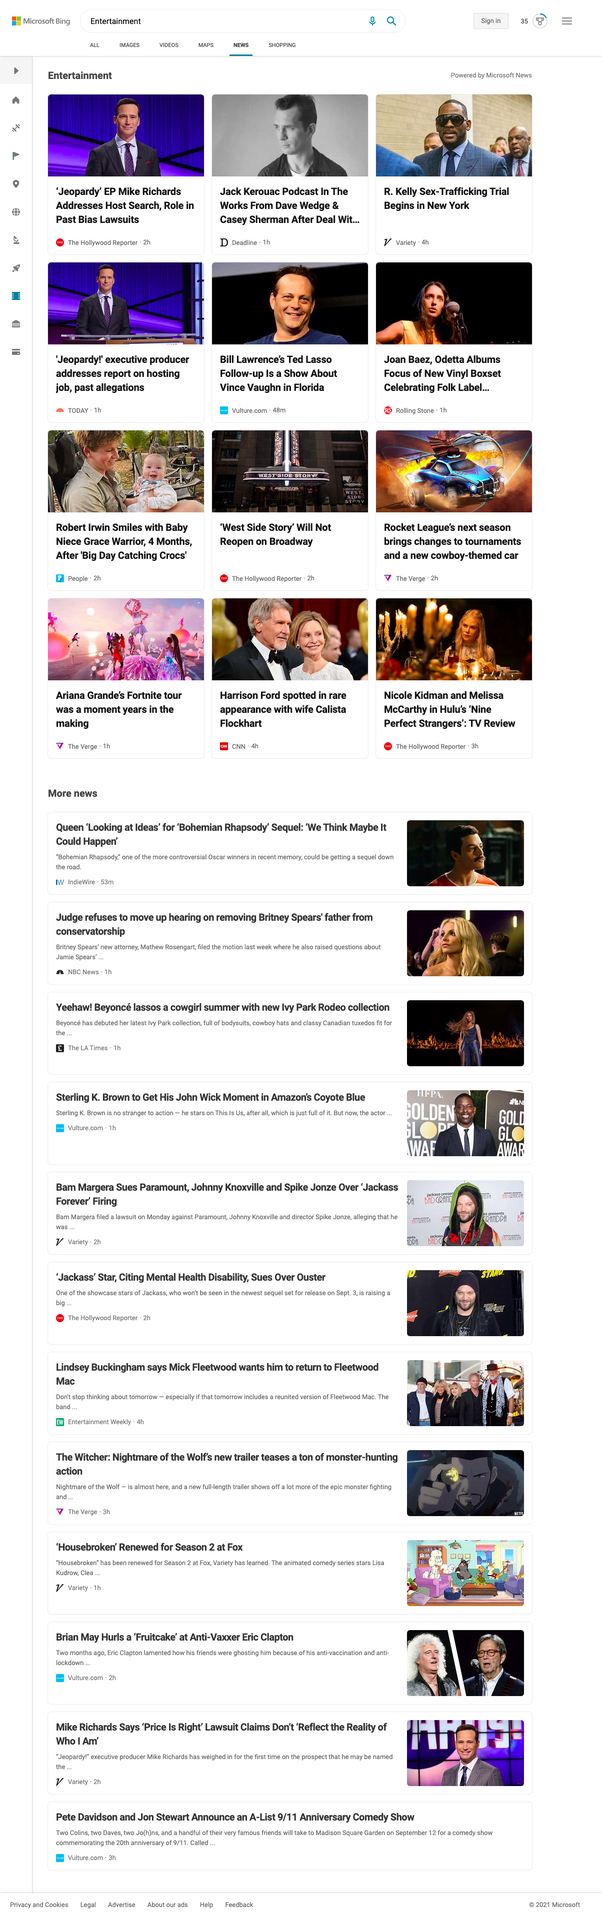 Microsoft Bing
Entertainment
Sign in
35
ALL IMAGES VIDEOS MAPS NEWS SHOPPING
Entertainment
Powered by Microsoft News
‘Jeopardy’ EP Mike Richards
Addresses Host Search, Role in
Past Bias Lawsuits
The Hollywood Reporter · 2h
Jack Kerouac Podcast In The
Works From Dave Wedge &
Casey Sherman After Deal Wit...
Deadline · 1h
R. Kelly Sex-Trafficking Trial
Begins in New York
Variety · 4h
'Jeopardy!' executive producer
addresses report on hosting
job, past allegations
TODAY · 1h
Bill Lawrence's Ted Lasso
Follow-up Is a Show About
Vince Vaughn in Florida
Vulture.com · 48m
Joan Baez, Odetta Albums
Focus of New Vinyl Boxset
Celebrating Folk Label...
Rolling Stone · 1h
WEST SIDE STORY
Robert Irwin Smiles with Baby
Niece Grace Warrior, 4 Months,
After 'Big Day Catching Crocs'
People · 2h
‘West Side Story’ Will Not
Reopen on Broadway
The Hollywood Reporter · 2h
Rocket League's next season
brings changes to tournaments
and a new cowboy-themed car
The Verge · 2h
Ariana Grande's Fortnite tour
was a moment years in the
making
The Verge · 1h
Harrison Ford spotted in rare
appearance with wife Calista
Flockhart
CNN · 4h
Nicole Kidman and Melissa
McCarthy in Hulu's ‘Nine
Perfect Strangers’: TV Review
The Hollywood Reporter · 3h
More news
Queen ‘Looking at Ideas’ for ‘Bohemian Rhapsody’ Sequel: ‘We Think Maybe It
Could Happen’
“Bohemian Rhapsody,” one of the more controversial Oscar winners in recent memory, could be getting a sequel down
the road.
IndieWire · 53m
Judge refuses to move up hearing on removing Britney Spears' father from
conservatorship
Britney Spears' new attorney, Mathew Rosengart, filed the motion last week where he also raised questions about
Jamie Spears' ...
NBC News · 1h
Yeehaw! Beyoncé lassos a cowgirl summer with new Ivy Park Rodeo collection
Beyoncé has debuted her latest Ivy Park collection, full of bodysuits, cowboy hats and classy Canadian tuxedos fit for
the ...
The LA Times · 1h
Sterling K. Brown to Get His John Wick Moment in Amazon's Coyote Blue
Sterling K. Brown is no stranger to action — he stars on This Is Us, after all, which is just full of it. But now, the actor ...
Vulture.com · 1h
Bam Margera Sues Paramount, Johnny Knoxville and Spike Jonze Over ‘Jackass
Forever’ Firing
Bam Margera filed a lawsuit on Monday against Paramount, Johnny Knoxville and director Spike Jonze, alleging that he
was ...
Variety · 2h
‘Jackass’ Star, Citing Mental Health Disability, Sues Over Ouster
One of the showcase stars of Jackass, who won't be seen in the newest sequel set for release on Sept. 3, is raising a
big ...
The Hollywood Reporter · 2h
Lindsey Buckingham says Mick Fleetwood wants him to return to Fleetwood
Mac
Don't stop thinking about tomorrow — especially if that tomorrow includes a reunited version of Fleetwood Mac. The
band ...
Entertainment Weekly · 4h
The Witcher: Nightmare of the Wolf's new trailer teases a ton of monster-hunting
action
Nightmare of the Wolf — is almost here, and a new full-length trailer shows off a lot more of the epic monster fighting
and ...
The Verge · 3h
‘Housebroken’ Renewed for Season 2 at Fox
“Housebroken” has been renewed for Season 2 at Fox, Variety has learned. The animated comedy series stars Lisa
Kudrow, Clea ...
Variety · 1h
Brian May Hurls a ‘Fruitcake’ at Anti-Vaxxer Eric Clapton
Two months ago, Eric Clapton lamented how his friends were ghosting him because of his anti-vaccination and anti-
lockdown ...
Vulture.com · 2h
Mike Richards Says ‘Price Is Right’ Lawsuit Claims Don't ‘Reflect the Reality of
Who I Am’
“Jeopardy!” executive producer Mike Richards has weighed in for the first time on the prospect that he may be named
the ...
Variety · 2h
Pete Davidson and Jon Stewart Announce an A-List 9/11 Anniversary Comedy Show
Two Colins, two Daves, two Jo(h)ns, and a handful of their very famous friends will take to Madison Square Garden on September 12 for a comedy show
commemorating the 20th anniversary of 9/11. Called ...
Vulture.com · 3h
Privacy and Cookies Legal Advertise About our ads Help Feedback
© 2021 Microsoft